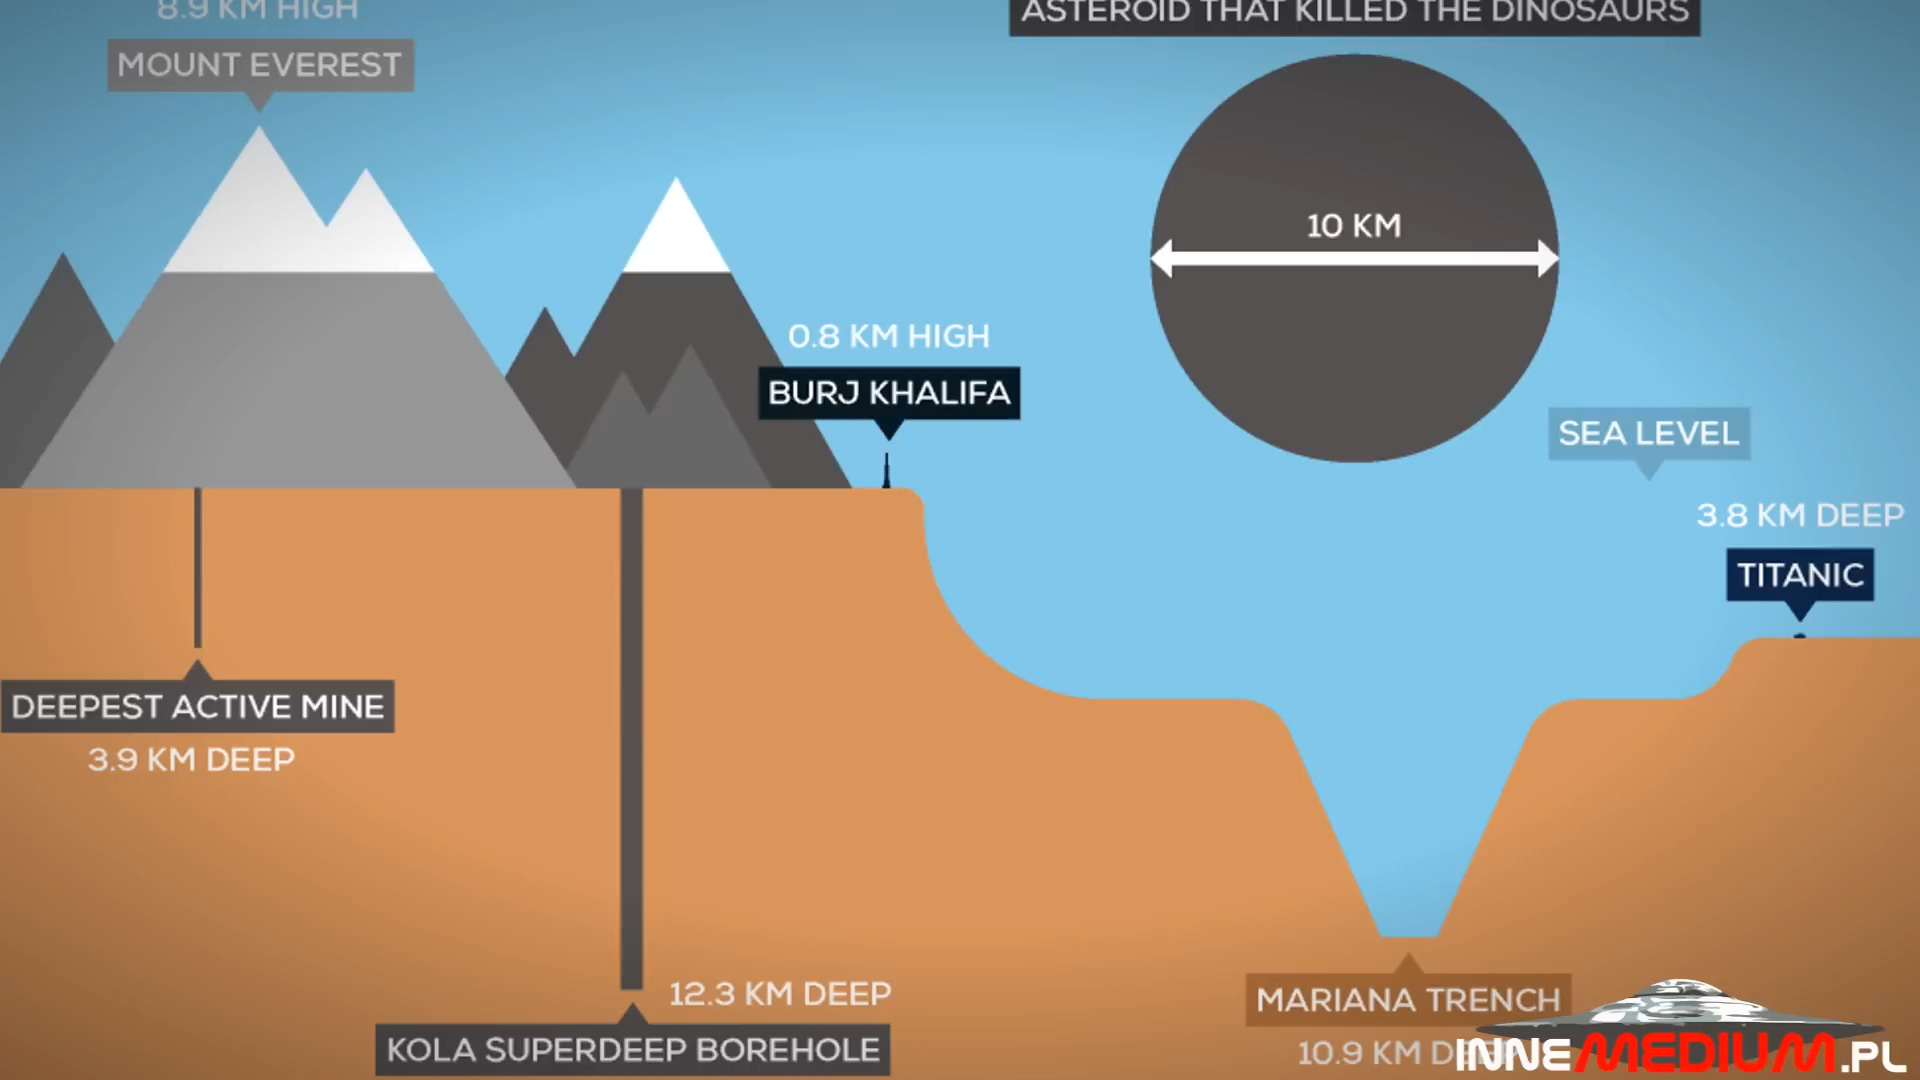 8.9 KM HIGH
MOUNT EVEREST
ASTEROID THAT KILLED THE DINOSAURS
10 KM
0.8 KM HIGH
BURJ KHALIFA
SEA LEVEL
3.8 KM DEEP
TITANIC
DEEPEST ACTIVE MINE
3.9 KM DEEP
12.3 KM DEEP
KOLA SUPERDEEP BOREHOLE
MARIANA TRENCH
10.9 KM DEEP
INNEMEDIUM.PL